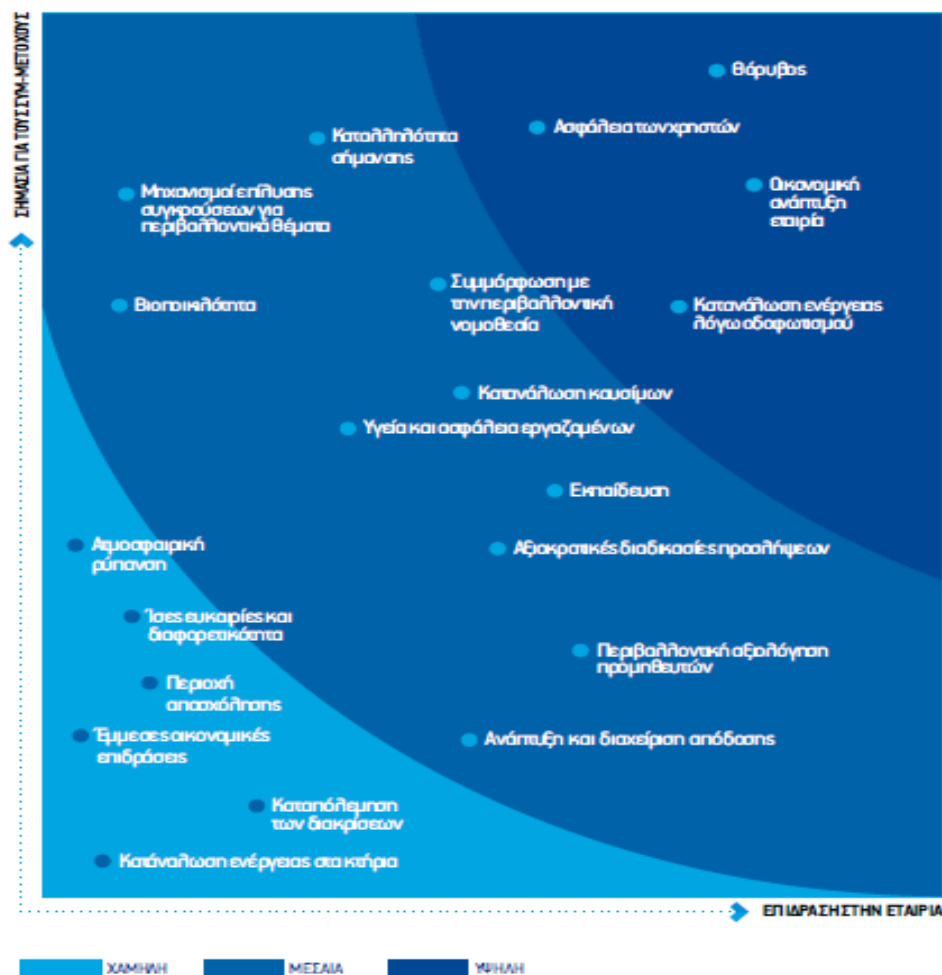 ΣΗΜΑΣΙΑ ΓΙΑ ΤΟΥΣ ΣΥΜ-ΜΕΤΟΧΟΥΣ
Θόρυβος
Ασφάλεια των χρηστών
Καταλληλότητα
σήμανσης
Οικονομική
ανάπτυξη
εταιρία
Μηχανισμοί επίλυσης
συγκρούσεων για
περιβαλλοντικά θέματα
Συμμόρφωση με
την περιβαλλοντική
νομοθεσία
Βιοποικιλότητα
Κατανάλωση ενέργειας
λόγω οδοφωτισμού
Κατανάλωση καυσίμων
Υγεία και ασφάλεια εργαζομένων
Εκπαίδευση
Ατμοσφαιρική
ρύπανση
Αξιοκρατικές διαδικασίες προσλήψεων
Ίσες ευκαιρίες και
διαφορετικότητα
Περιβαλλοντική αξιολόγηση
προμηθευτών
Περιοχή
απασχόλησης
Έμμεσες οικονομικές
επιδράσεις
Ανάπτυξη και διαχείριση απόδοσης
Καταπόλεμηση
των διακρίσεων
Κατάναλωση ενέργειας στα κτήρια
ΕΠΙΔΡΑΣΗ ΣΤΗΝ ΕΤΑΙΡΙΑ
ΧΑΜΗΛΗ
ΜΕΣΑΙΑ
ΥΨΗΛΗ